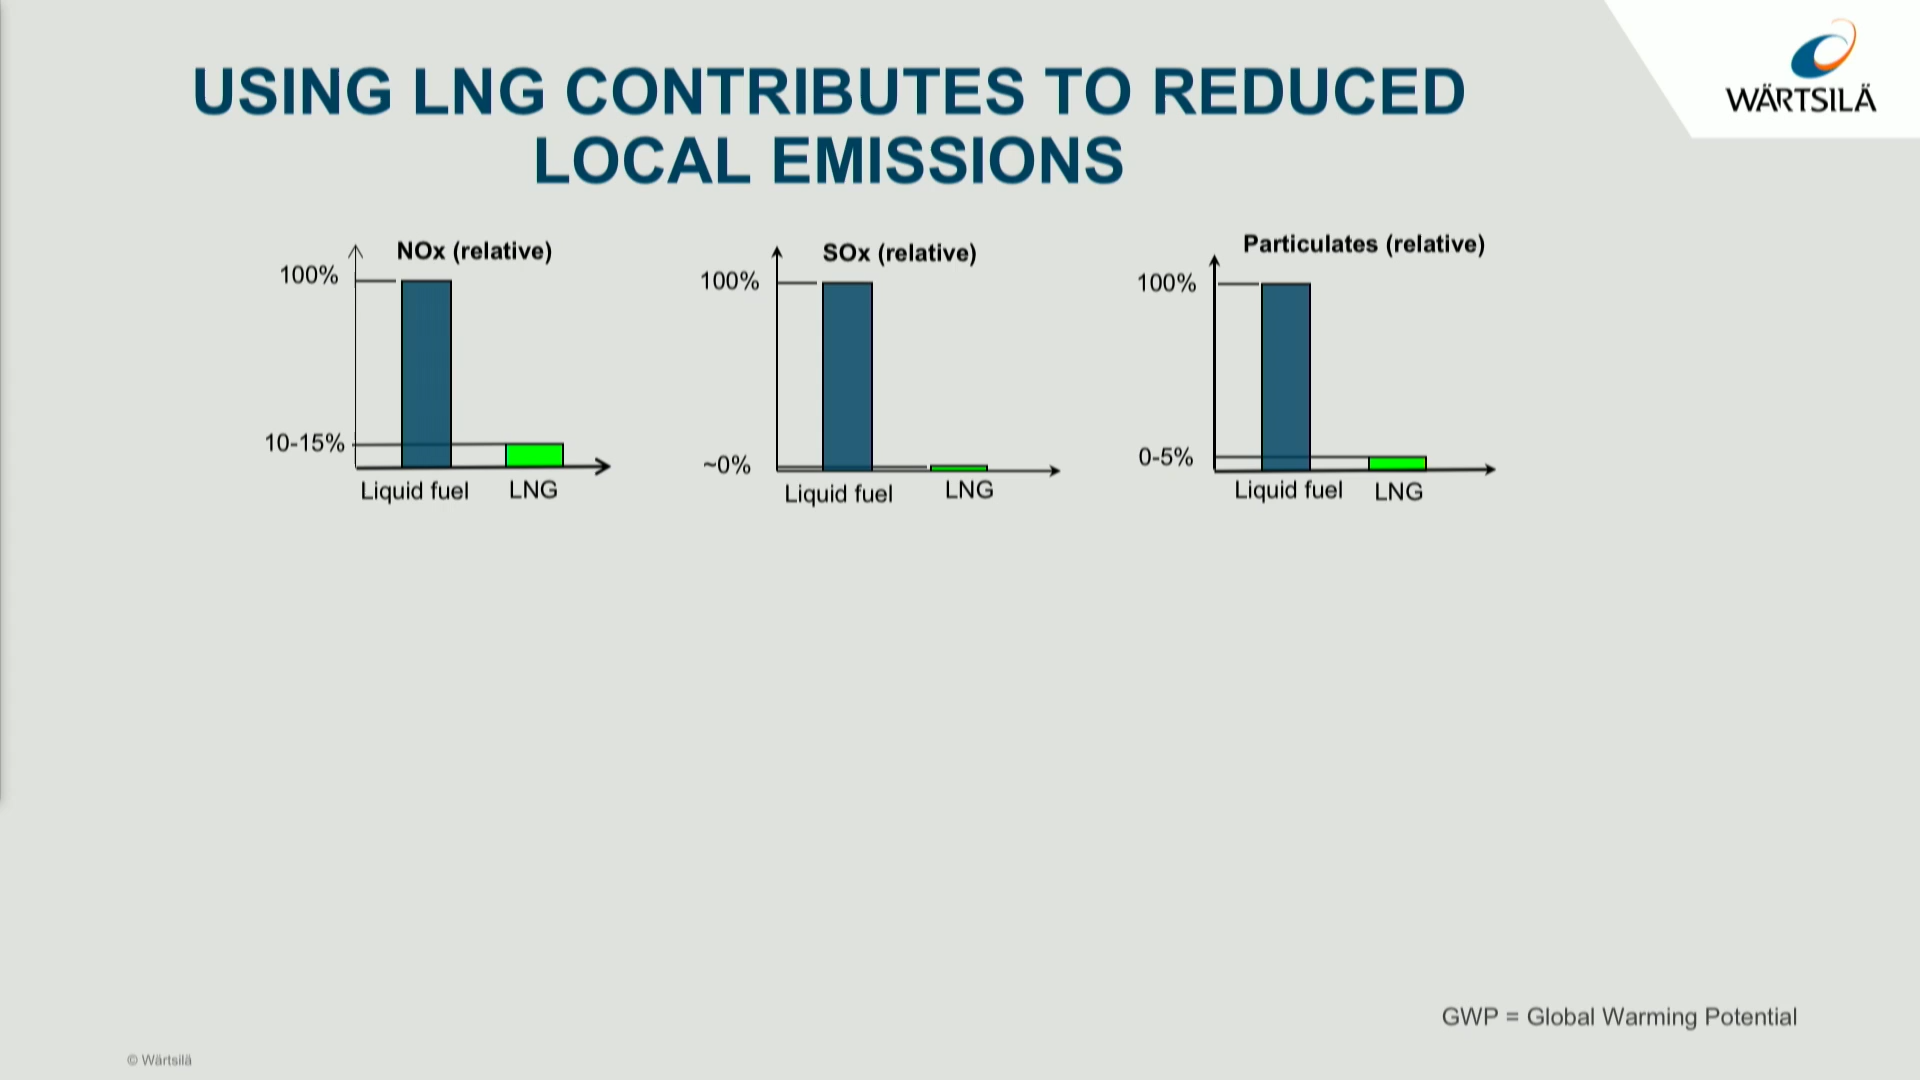 USING LNG CONTRIBUTES TO REDUCED
LOCAL EMISSIONS
WÄRTSILÄ
NOx (relative)
100%
10-15%
Liquid fuel LNG
SOx (relative)
100%
~0%
Liquid fuel LNG
Particulates (relative)
100%
0-5%
Liquid fuel LNG
GWP = Global Warming Potential
© Wärtsilä